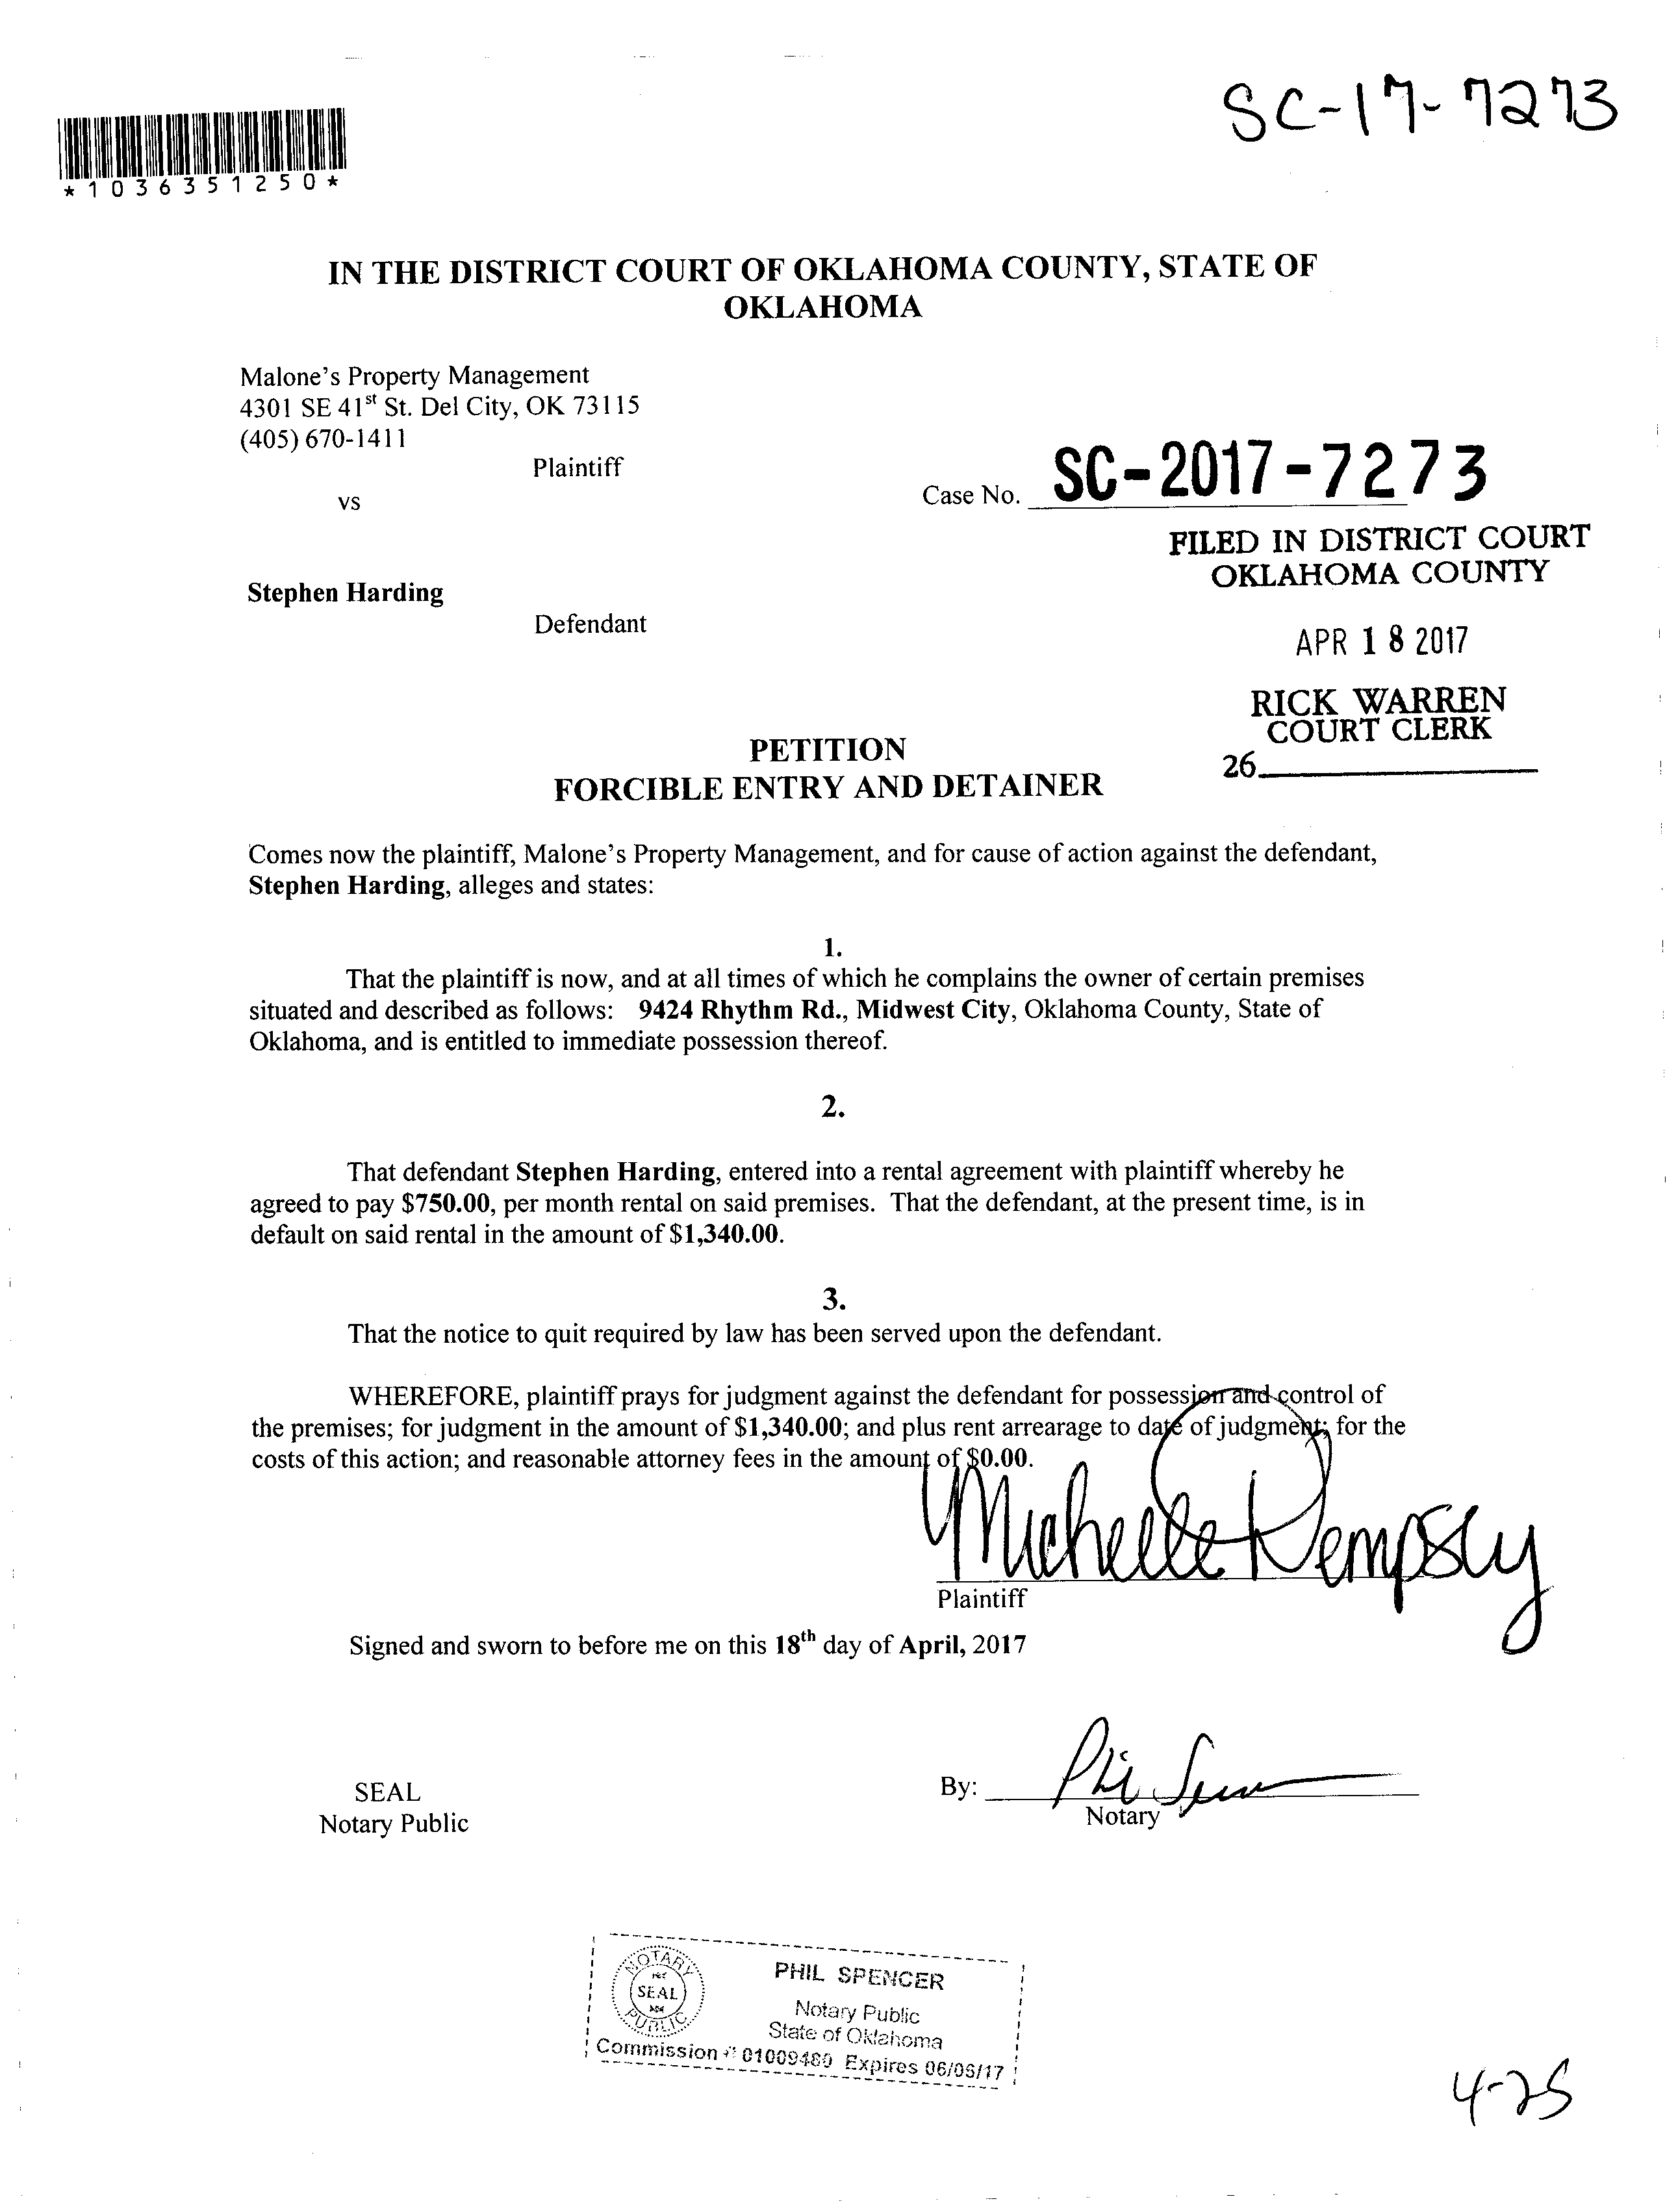 SC-17-7273
*1036351250*
IN THE DISTRICT COURT OF OKLAHOMA COUNTY, STATE OF
OKLAHOMA
Malone's Property Management
4301 SE 41st St. Del City, OK 73115
(405) 670-1411
Plaintiff
vs
Case No. SC-2017-7273
FILED IN DISTRICT COURT
OKLAHOMA COUNTY
Stephen Harding
Defendant
APR 18 2017
RICK WARREN
COURT CLERK
26
PETITION
FORCIBLE ENTRY AND DETAINER
Comes now the plaintiff, Malone's Property Management, and for cause of action against the defendant,
Stephen Harding, alleges and states:
1.
That the plaintiff is now, and at all times of which he complains the owner of certain premises
situated and described as follows: 9424 Rhythm Rd., Midwest City, Oklahoma County, State of
Oklahoma, and is entitled to immediate possession thereof.
2.
That defendant Stephen Harding, entered into a rental agreement with plaintiff whereby he
agreed to pay $750.00, per month rental on said premises. That the defendant, at the present time, is in
default on said rental in the amount of $1,340.00.
3.
That the notice to quit required by law has been served upon the defendant.
WHEREFORE, plaintiff prays for judgment against the defendant for possession and control of
the premises; for judgment in the amount of $1,340.00; and plus rent arrearage to date of judgment; for the
costs of this action; and reasonable attorney fees in the amount of $0.00.
Michelle Dempsey
Plaintiff
Signed and sworn to before me on this 18th day of April, 2017
SEAL
Notary Public
By: Phil Spencer
Notary
NOTARY
SEAL
PUBLIC
PHIL SPENCER
Notary Public
State of Oklahoma
Commission # 01009480 Expires 06/06/17
4-25